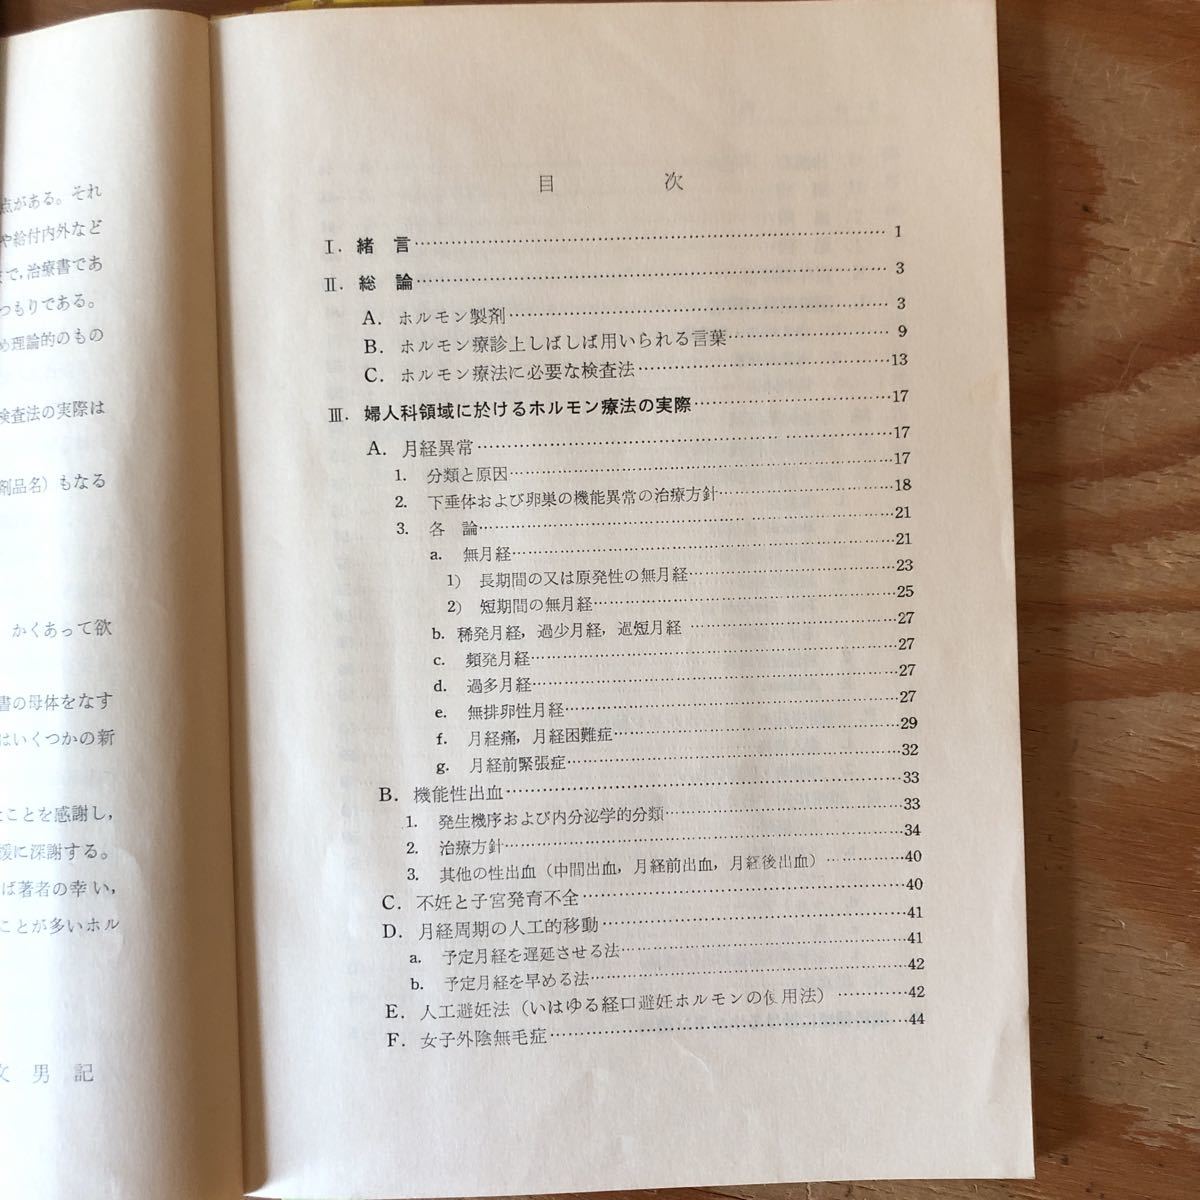 点がある。それ
や給付内外など
で,治療書であ
つもりである。
め理論的のもの
検査法の実際は
剤品名）もなる
かくあって欲
書の母体をなす
はいくつかの新
ことを感謝し,
援に深謝する。
ば著者の幸い,
ことが多いホル
文 男 記
目 次
Ⅰ. 緒 言……1
Ⅱ. 総 論……3
A. ホルモン製剤……3
B. ホルモン療診上しばしば用いられる言葉……9
C. ホルモン療法に必要な検査法……13
Ⅲ. 婦人科領域に於けるホルモン療法の実際……17
A. 月経異常……17
1. 分類と原因……17
2. 下垂体および卵巣の機能異常の治療方針……18
3. 各 論……21
a. 無月経……21
1) 長期間の又は原発性の無月経……23
2) 短期間の無月経……25
b. 稀発月経, 過少月経, 過短月経……27
c. 頻発月経……27
d. 過多月経……27
e. 無排卵性月経……27
f. 月経痛, 月経困難症……29
g. 月経前緊張症……32
B. 機能性出血……33
1. 発生機序および内分泌学的分類……33
2. 治療方針……34
3. 其他の性出血（中間出血, 月経前出血, 月経後出血）……40
C. 不妊と子宮発育不全……40
D. 月経周期の人工的移動……41
a. 予定月経を遅延させる法……41
b. 予定月経を早める法……42
E. 人工避妊法（いはゆる経口避妊ホルモンの使用法）……42
F. 女子外陰無毛症……44